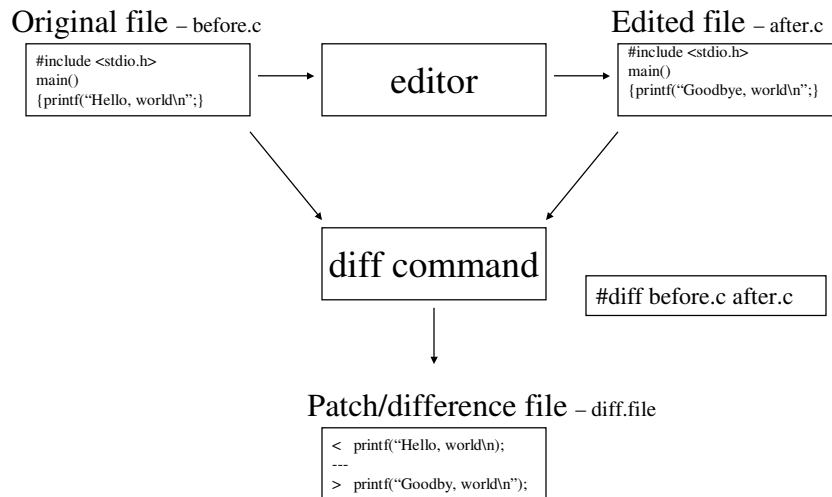 Original file – before.c
#include <stdio.h>
main()
{printf(“Hello, world\n”;}
editor
Edited file – after.c
#include <stdio.h>
main()
{printf(“Goodbye, world\n”;}
diff command
#diff before.c after.c
Patch/difference file – diff.file
< printf(“Hello, world\n);
---
> printf(“Goodby, world\n”);